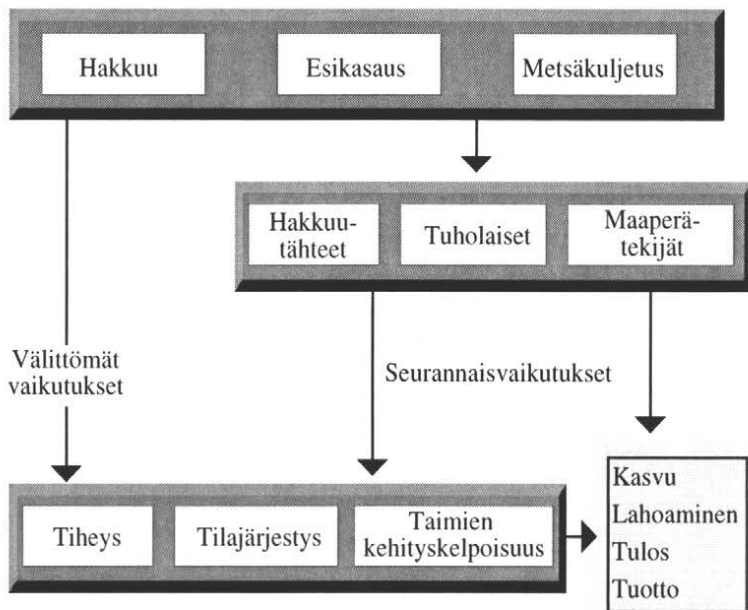 Hakkuu
Esikasaus
Metsäkuljetus
Hakkuu-
tähteet
Tuholaiset
Maaperä-
tekijät
Välittömät
vaikutukset
Seurannaisvaikutukset
Tiheys
Tilajärjestys
Taimien
kehityskelpoisuus
Kasvu
Lahoaminen
Tulos
Tuotto